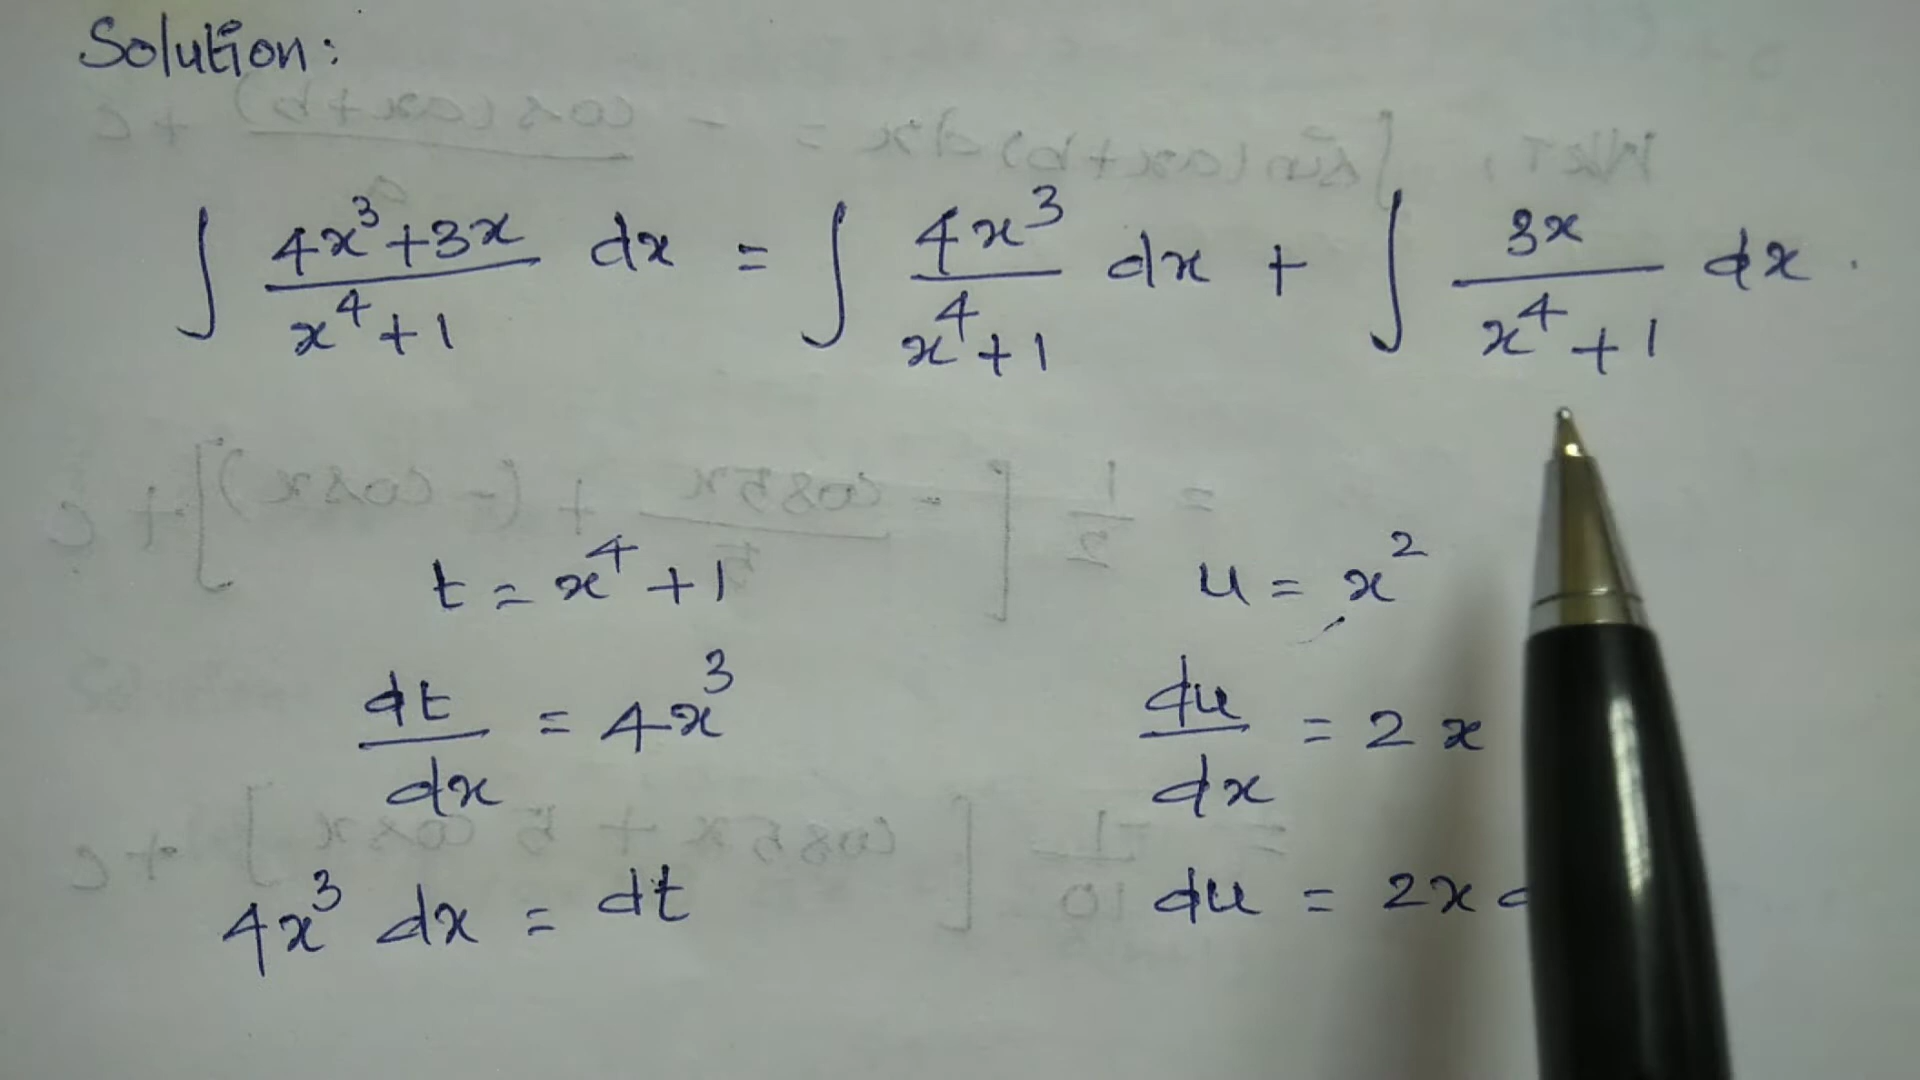 Solution:
∫ (4x³+3x)/(x⁴+1) dx = ∫ 4x³/(x⁴+1) dx + ∫ 3x/(x⁴+1) dx.
t = x⁴+1
u = x²
dt/dx = 4x³
du/dx = 2x
4x³ dx = dt
du = 2x